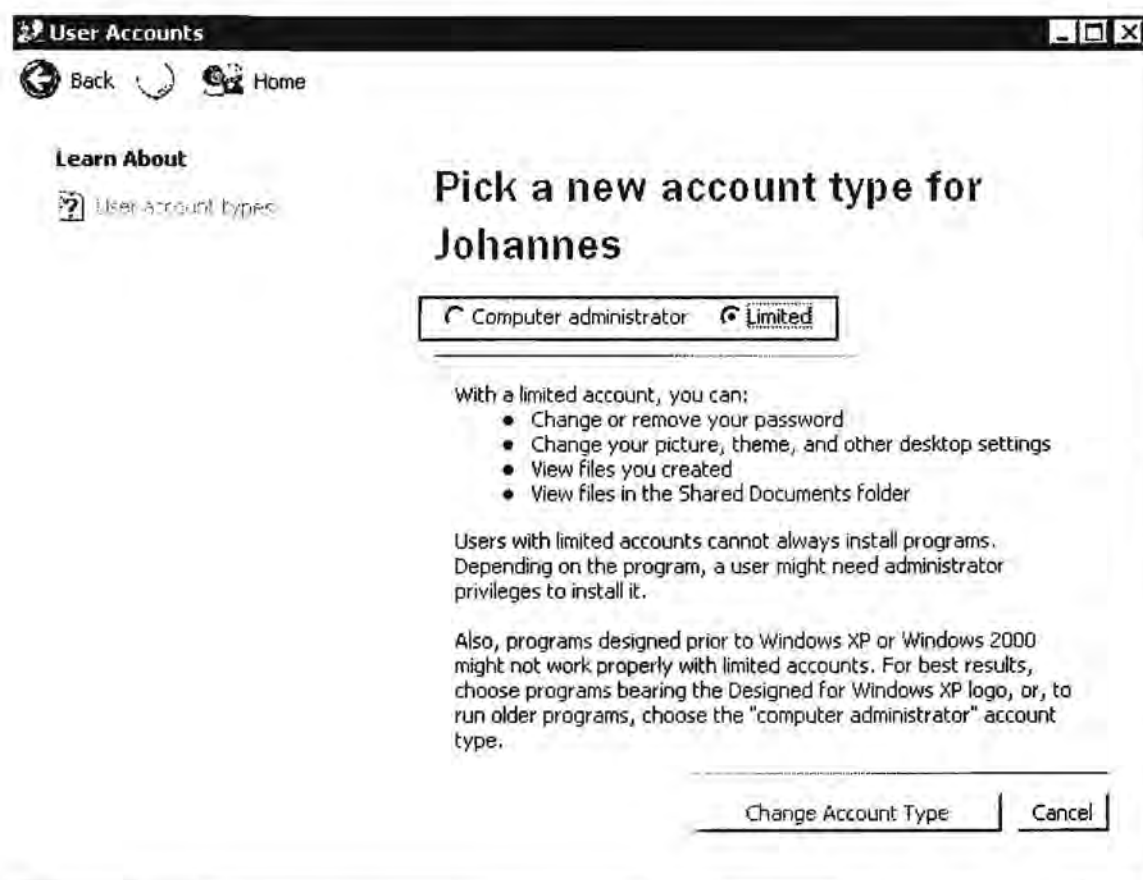 User Accounts
Back Home
Learn About
User account types
Pick a new account type for
Johannes
Computer administrator Limited
With a limited account, you can:
• Change or remove your password
• Change your picture, theme, and other desktop settings
• View files you created
• View files in the Shared Documents folder
Users with limited accounts cannot always install programs.
Depending on the program, a user might need administrator
privileges to install it.
Also, programs designed prior to Windows XP or Windows 2000
might not work properly with limited accounts. For best results,
choose programs bearing the Designed for Windows XP logo, or, to
run older programs, choose the "computer administrator" account
type.
Change Account Type Cancel